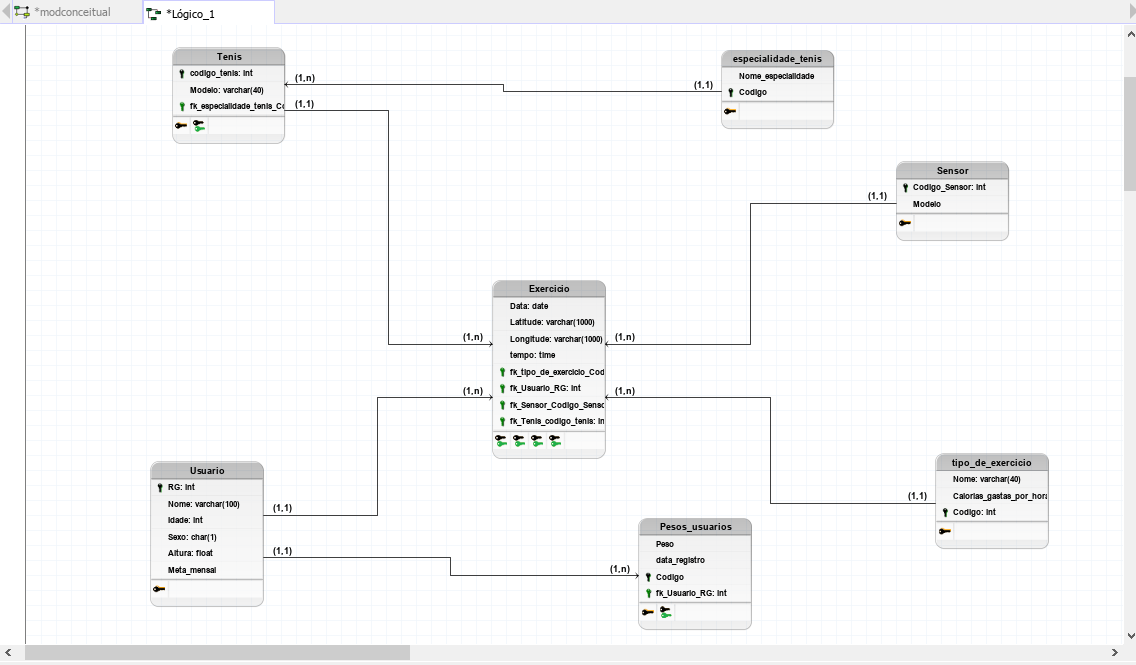 *modconceitual
*Lógico_1
Tenis
codigo_tenis: int
Modelo: varchar(40)
fk_especialidade_tenis_Co
(1,n)
(1,1)
especialidade_tenis
Nome_especialidade
Codigo
(1,1)
Sensor
Codigo_Sensor: int
Modelo
(1,1)
Exercicio
Data: date
Latitude: varchar(1000)
Longitude: varchar(1000)
tempo: time
fk_tipo_de_exercicio_Cod
fk_Usuario_RG: int
fk_Sensor_Codigo_Senso
fk_Tenis_codigo_tenis: in
(1,n)
(1,n)
(1,n)
(1,n)
Usuario
RG: int
Nome: varchar(100)
Idade: int
Sexo: char(1)
Altura: float
Meta_mensal
(1,1)
(1,1)
(1,n)
Pesos_usuarios
Peso
data_registro
Codigo
fk_Usuario_RG: int
tipo_de_exercicio
Nome: varchar(40)
Calorias_gastas_por_hora
Codigo: int
(1,1)